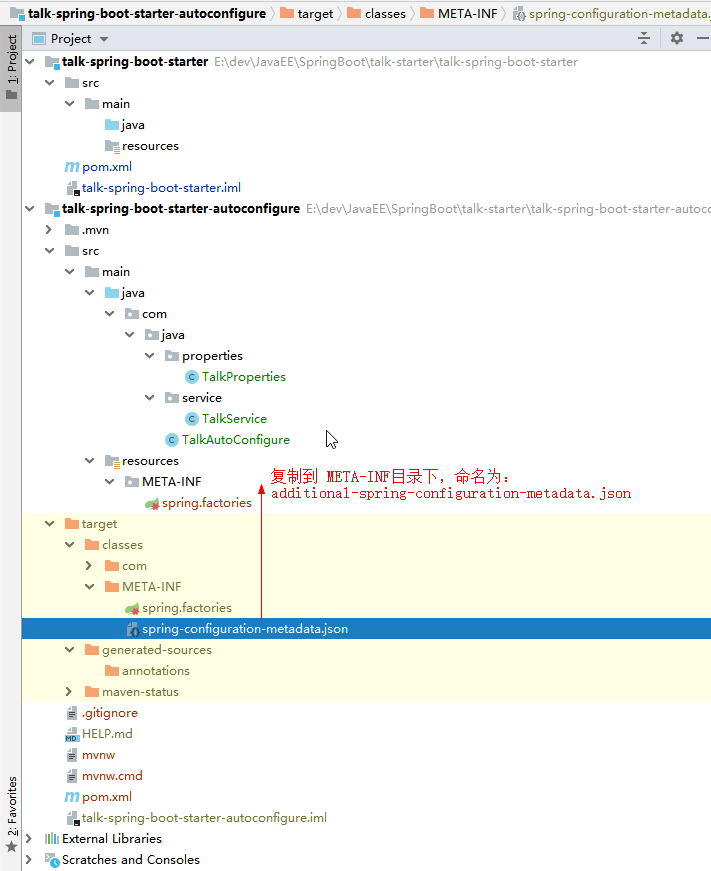 talk-spring-boot-starter-autoconfigure target classes META-INF spring-configuration-metadata.
1: Project
Project
talk-spring-boot-starter E:\dev\JavaEE\SpringBoot\talk-starter\talk-spring-boot-starter
src
main
java
resources
pom.xml
talk-spring-boot-starter.iml
talk-spring-boot-starter-autoconfigure E:\dev\JavaEE\SpringBoot\talk-starter\talk-spring-boot-starter-autoco
.mvn
src
main
java
com
java
properties
TalkProperties
service
TalkService
TalkAutoConfigure
resources
META-INF
spring.factories
复制到 META-INF目录下，命名为：
additional-spring-configuration-metadata.json
target
classes
com
META-INF
spring.factories
spring-configuration-metadata.json
generated-sources
annotations
maven-status
.gitignore
HELP.md
mvnw
mvnw.cmd
pom.xml
talk-spring-boot-starter-autoconfigure.iml
External Libraries
Scratches and Consoles
2: Favorites